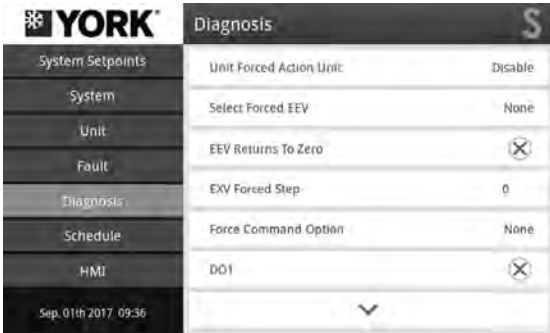 YORK
Diagnosis
S
System Setpoints
System
Unit
Fault
Diagnosis
Schedule
HMI
Sep. 01th 2017 09:36
Unit Forced Action Unit Disable
Select Forced EEV None
EEV Returns To Zero
EXV Forced Step 0
Force Command Option None
DO1